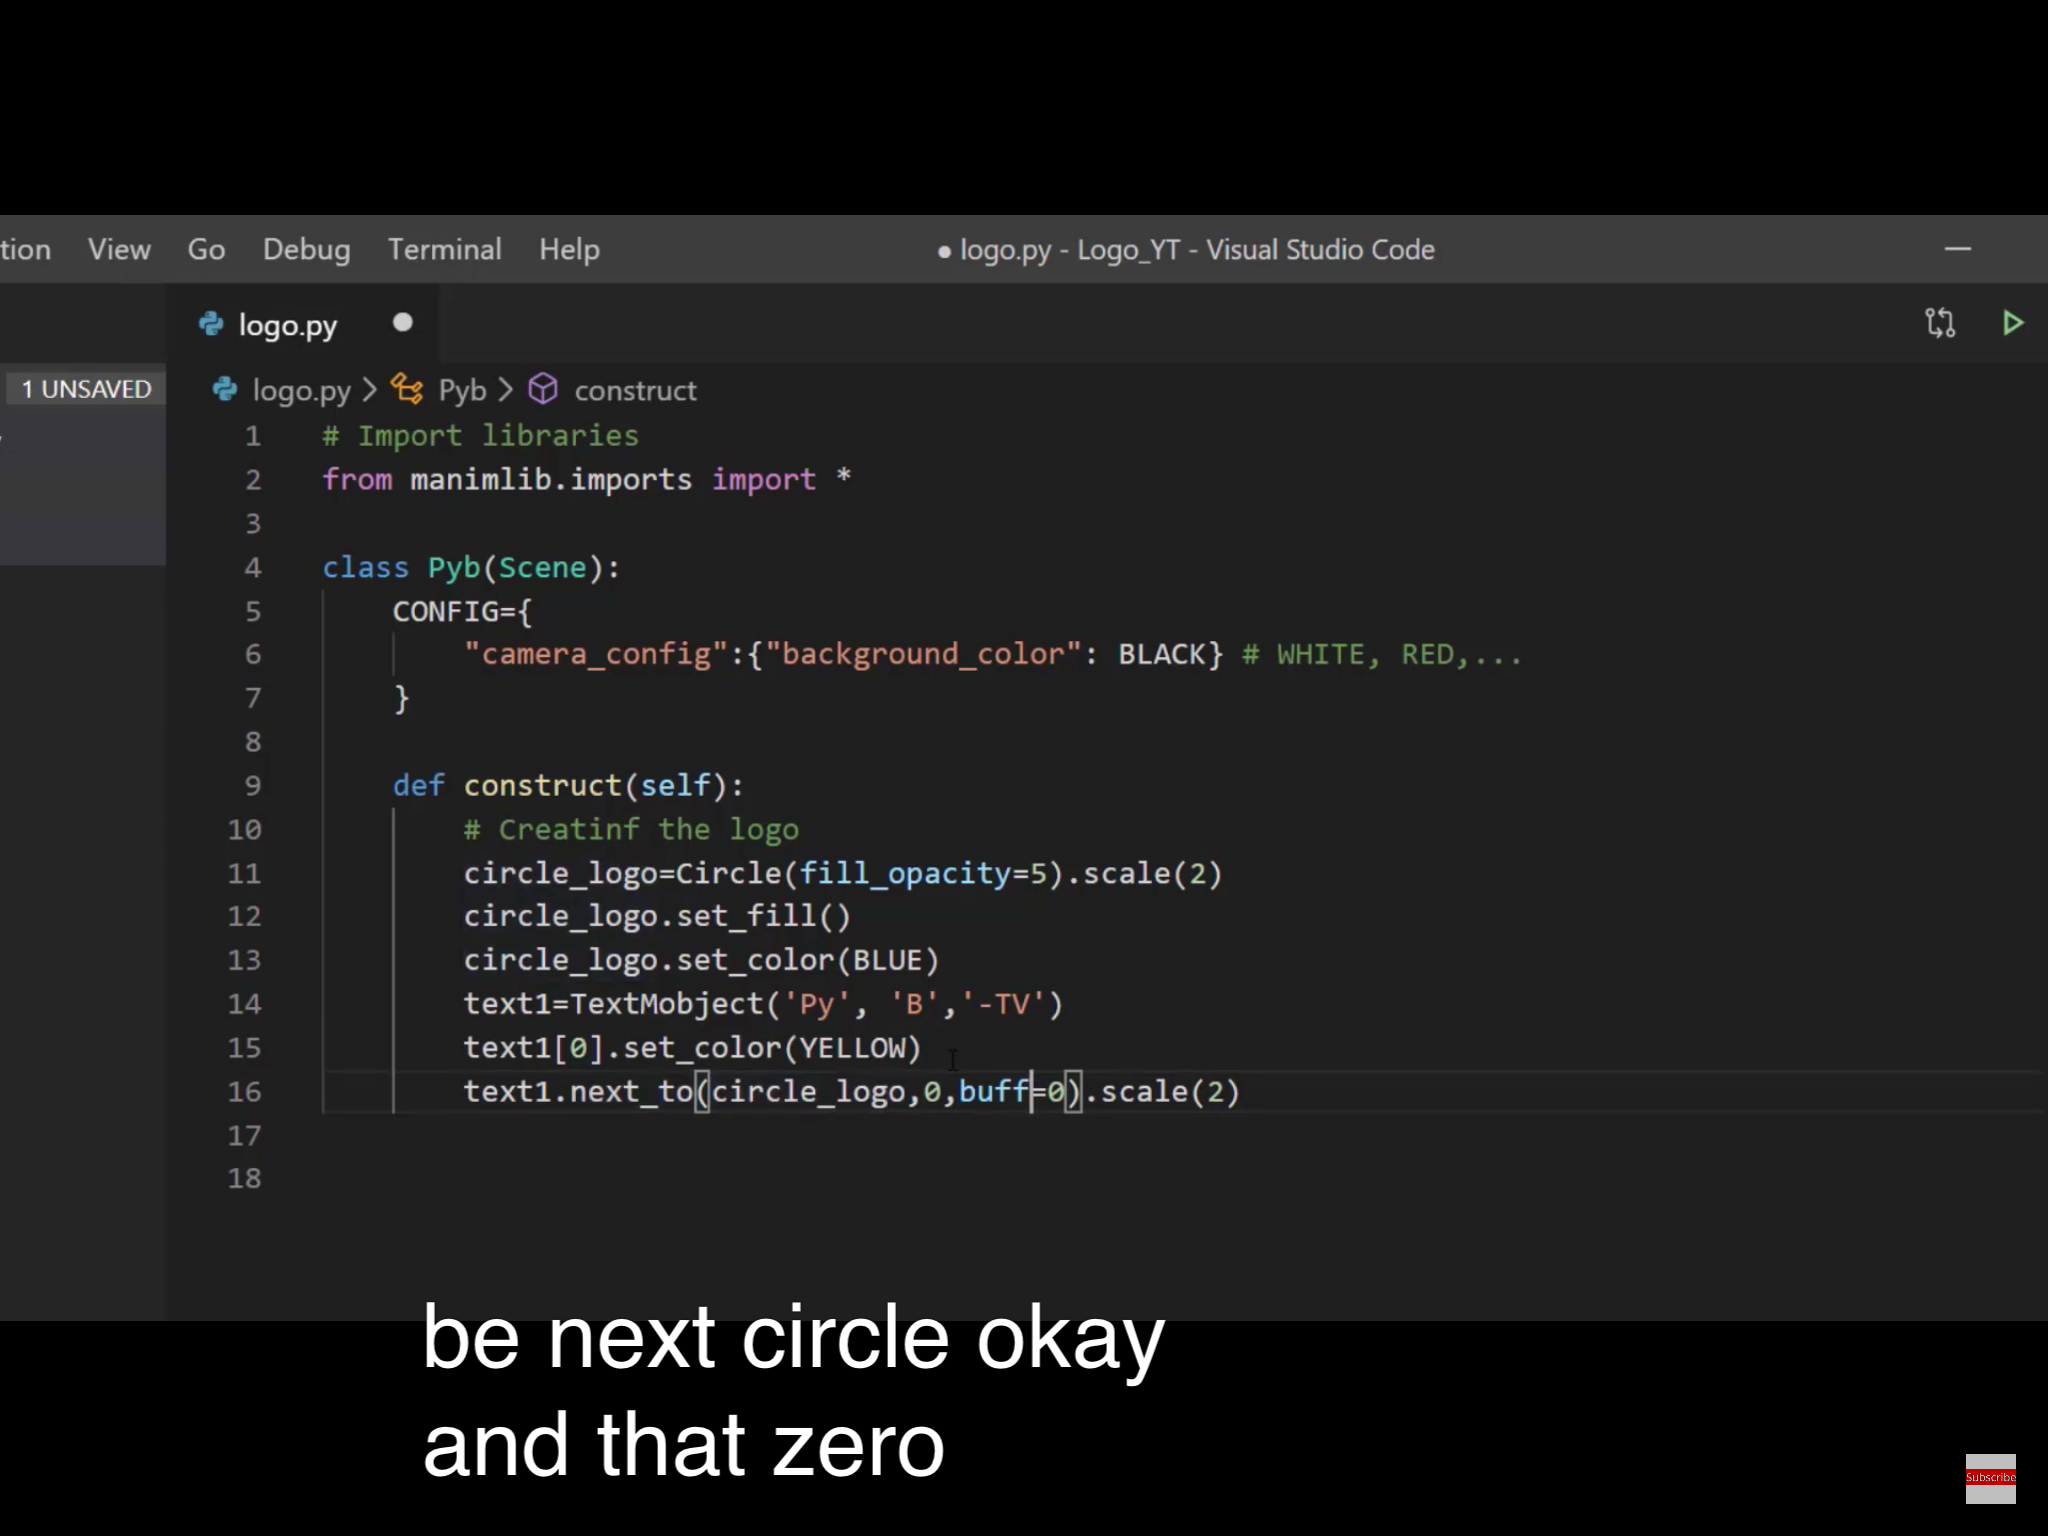 tion View Go Debug Terminal Help ● logo.py - Logo_YT - Visual Studio Code
logo.py
1 UNSAVED logo.py > Pyb > construct
1 # Import libraries
2 from manimlib.imports import *
3
4 class Pyb(Scene):
5 CONFIG={
6 "camera_config":{"background_color": BLACK} # WHITE, RED,...
7 }
8
9 def construct(self):
10 # Creatinf the logo
11 circle_logo=Circle(fill_opacity=5).scale(2)
12 circle_logo.set_fill()
13 circle_logo.set_color(BLUE)
14 text1=TextMobject('Py', 'B','-TV')
15 text1[0].set_color(YELLOW)
16 text1.next_to(circle_logo,0,buff=0).scale(2)
17
18
be next circle okay
and that zero
Subscribe